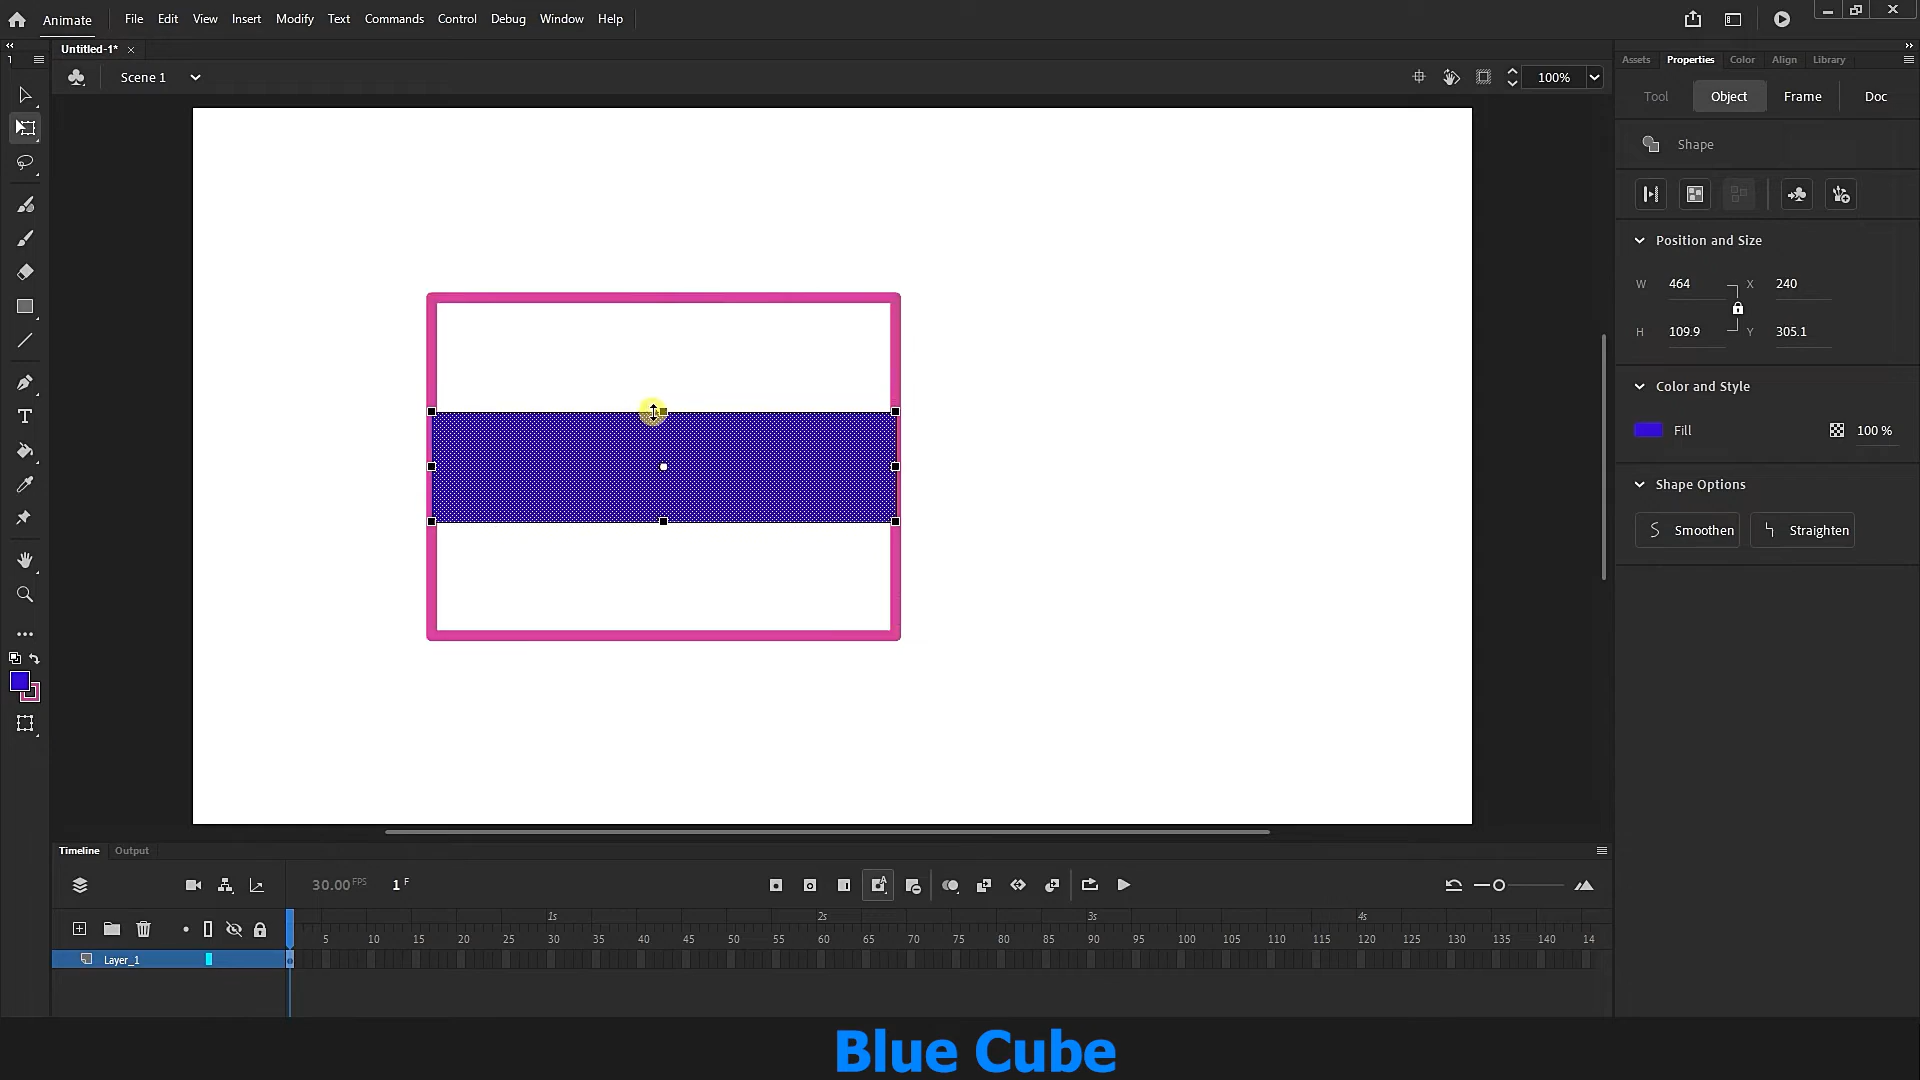 Animate File Edit View Insert Modify Text Commands Control Debug Window Help
Untitled-1*
Scene 1
100%
Assets Properties Color Align Library
Tool Object Frame Doc
Shape
Position and Size
W 464 X 240
H 109.9 Y 305.1
Color and Style
Fill 100 %
Shape Options
Smoothen Straighten
Timeline Output
30.00 FPS 1 F
1s 2s 3s 4s
5 10 15 20 25 30 35 40 45 50 55 60 65 70 75 80 85 90 95 100 105 110 115 120 125 130 135 140 14
Layer_1
Blue Cube